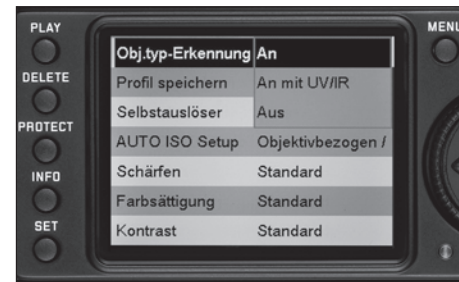 PLAY
MENU
DELETE
PROTECT
INFO
SET
Obj.typ-Erkennung An
Profil speichern An mit UV/IR
Selbstauslöser Aus
AUTO ISO Setup Objektivbezogen /
Schärfen Standard
Farbsättigung Standard
Kontrast Standard